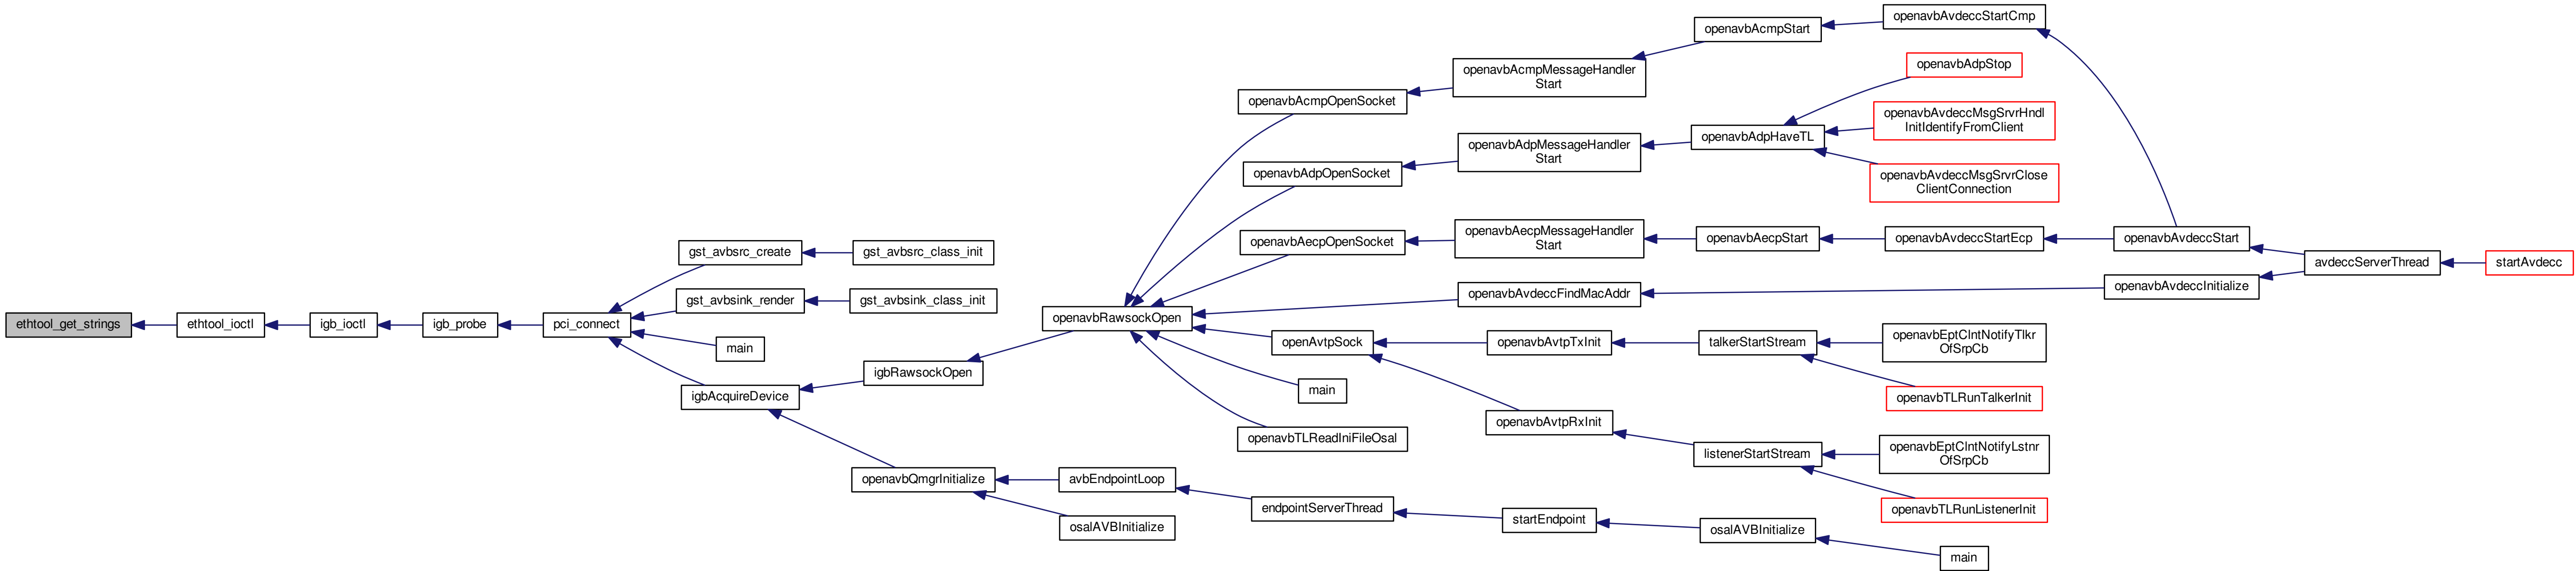 ethtool_get_strings
ethtool_ioctl
igb_ioctl
igb_probe
pci_connect
gst_avbsrc_create
gst_avbsrc_class_init
gst_avbsink_render
gst_avbsink_class_init
main
igbAcquireDevice
igbRawsockOpen
openavbRawsockOpen
openavbAcmpOpenSocket
openavbAcmpMessageHandler
Start
openavbAcmpStart
openavbAvdeccStartCmp
openavbAdpOpenSocket
openavbAdpMessageHandler
Start
openavbAdpHaveTL
openavbAdpStop
openavbAvdeccMsgSrvrHndl
InitIdentifyFromClient
openavbAvdeccMsgSrvrClose
ClientConnection
openavbAecpOpenSocket
openavbAecpMessageHandler
Start
openavbAecpStart
openavbAvdeccStartEcp
openavbAvdeccStart
avdeccServerThread
startAvdecc
openavbAvdeccFindMacAddr
openavbAvdeccInitialize
openAvtpSock
openavbAvtpTxInit
talkerStartStream
openavbEptClntNotifyTlkr
OfSrpCb
openavbTLRunTalkerInit
main
openavbAvtpRxInit
listenerStartStream
openavbEptClntNotifyLstnr
OfSrpCb
openavbTLRunListenerInit
openavbTLReadIniFileOsal
openavbQmgrInitialize
avbEndpointLoop
endpointServerThread
startEndpoint
osalAVBInitialize
main
osalAVBInitialize